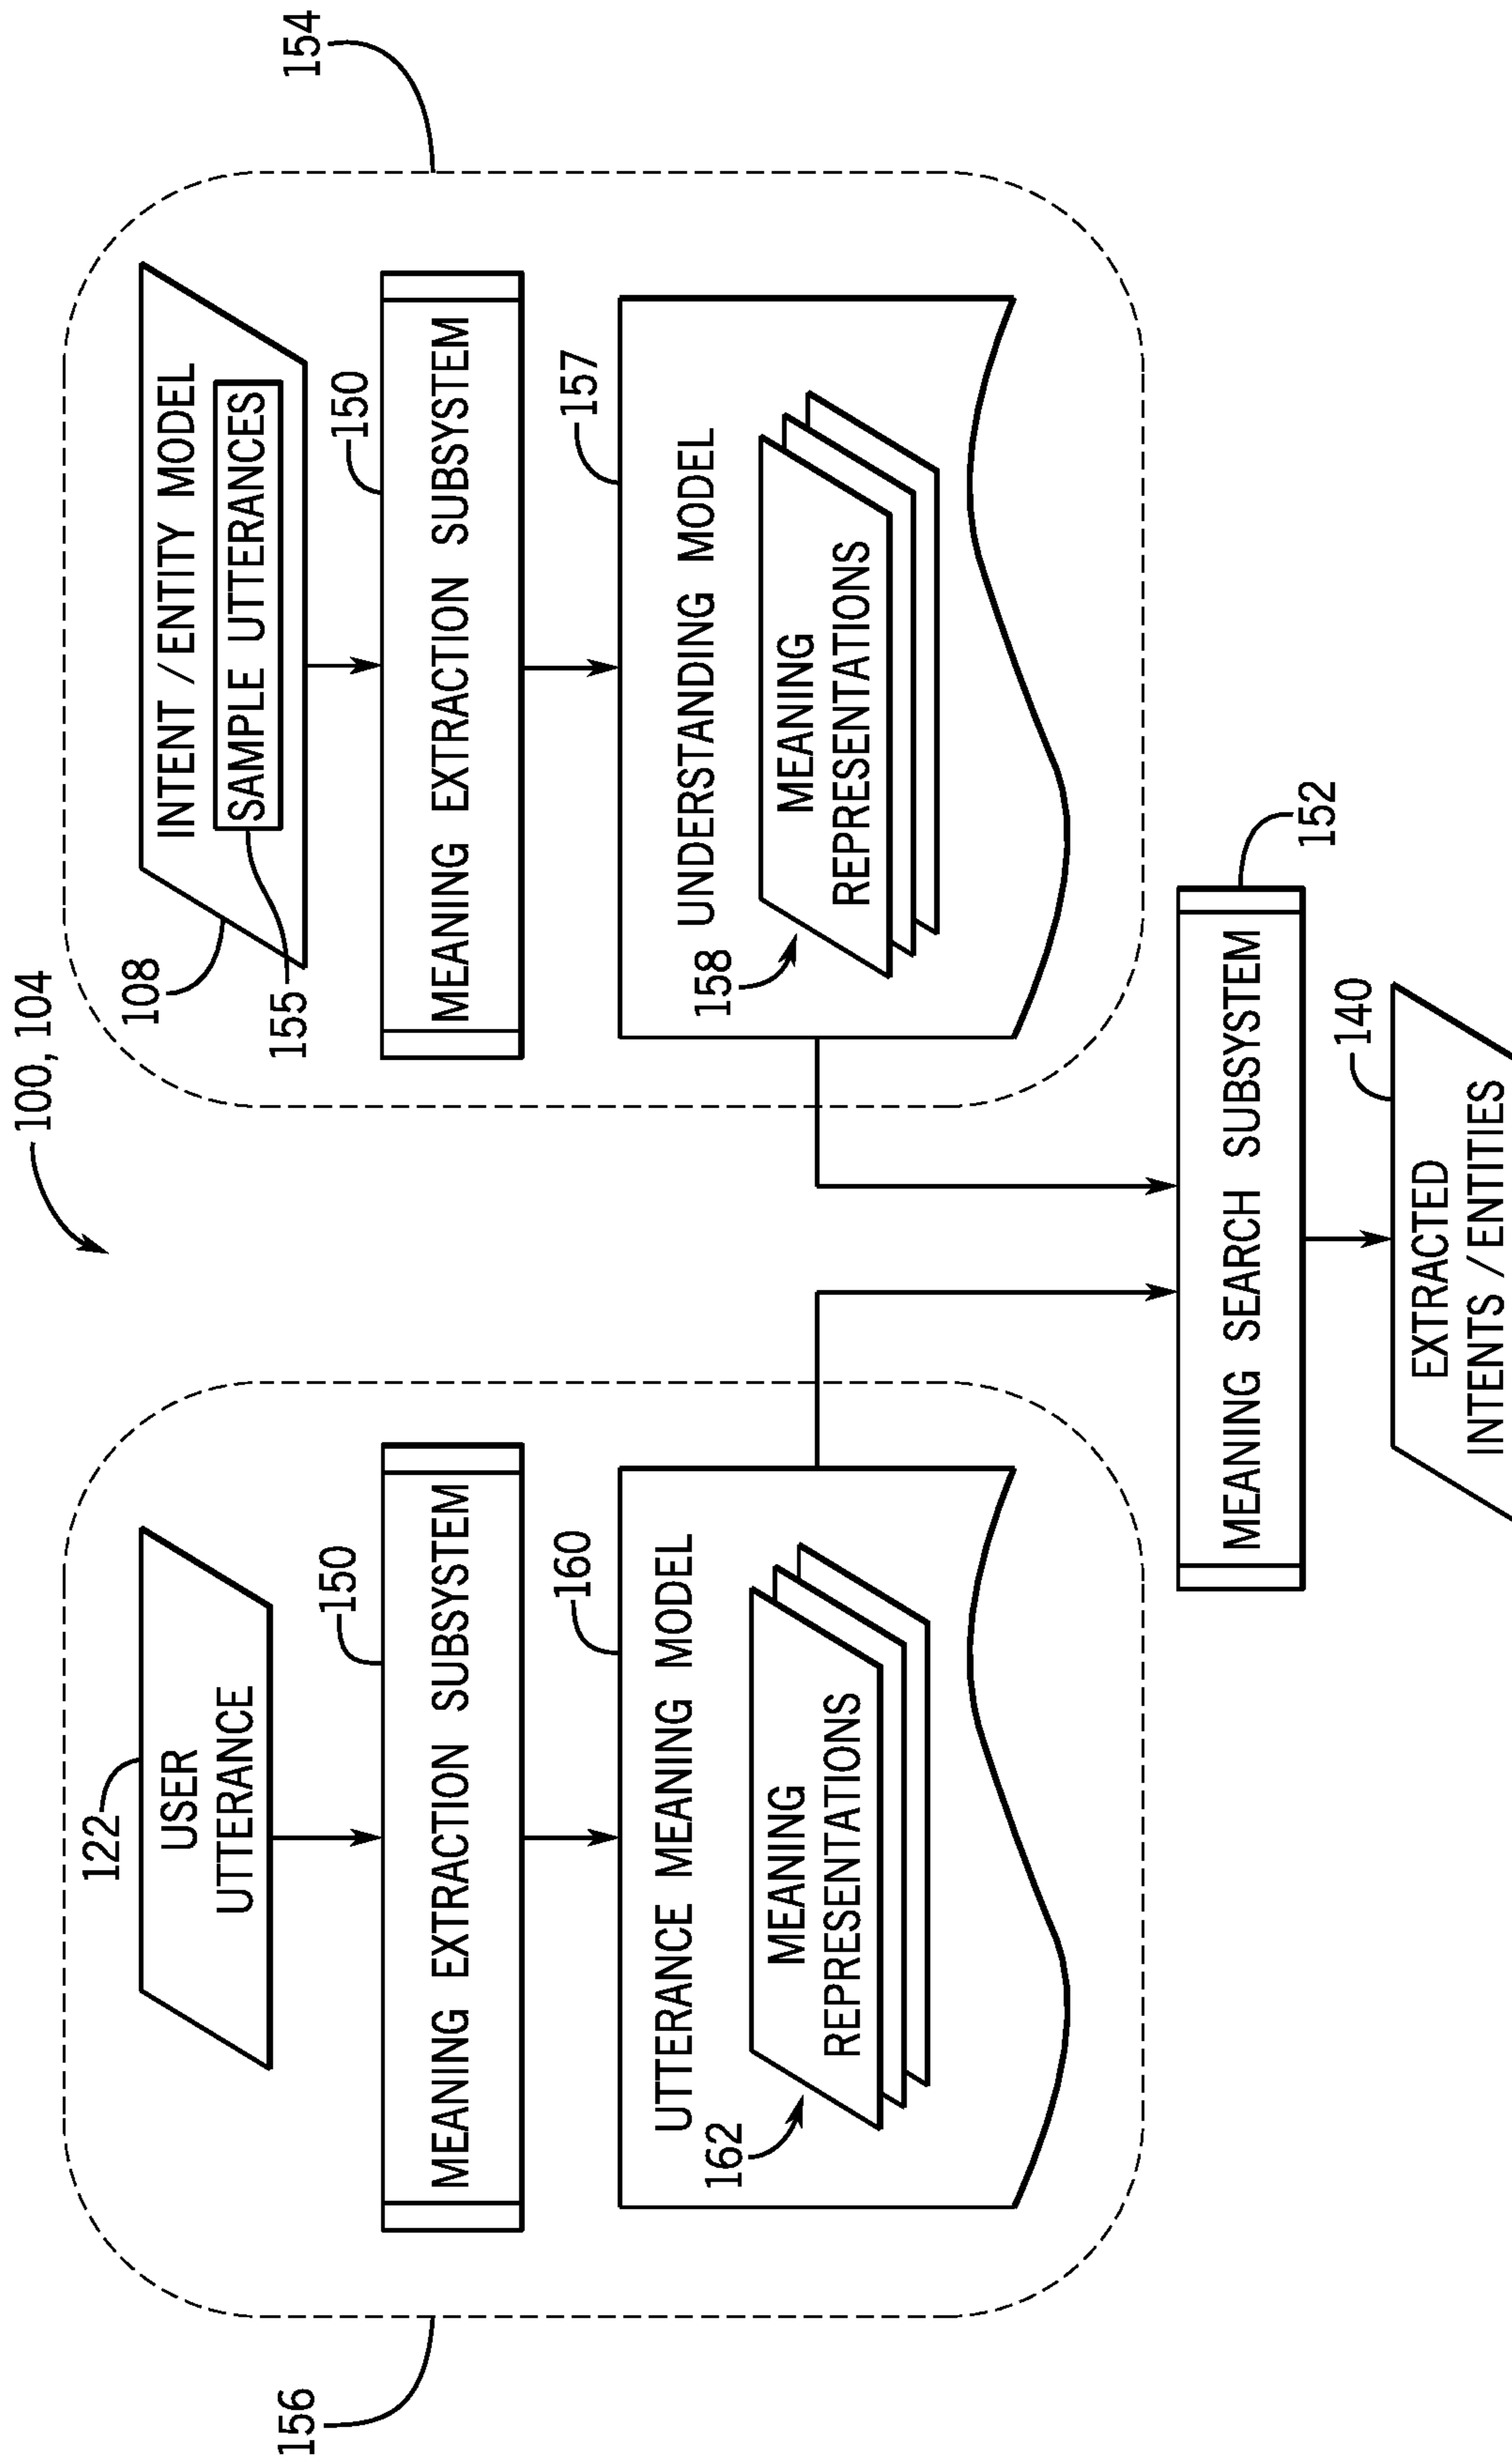 100, 104
156
122
USER
UTTERANCE
150
MEANING EXTRACTION SUBSYSTEM
160
UTTERANCE MEANING MODEL
162
MEANING
REPRESENTATIONS
154
108
INTENT / ENTITY MODEL
155
SAMPLE UTTERANCES
150
MEANING EXTRACTION SUBSYSTEM
157
UNDERSTANDING MODEL
158
MEANING
REPRESENTATIONS
152
MEANING SEARCH SUBSYSTEM
140
EXTRACTED
INTENTS / ENTITIES